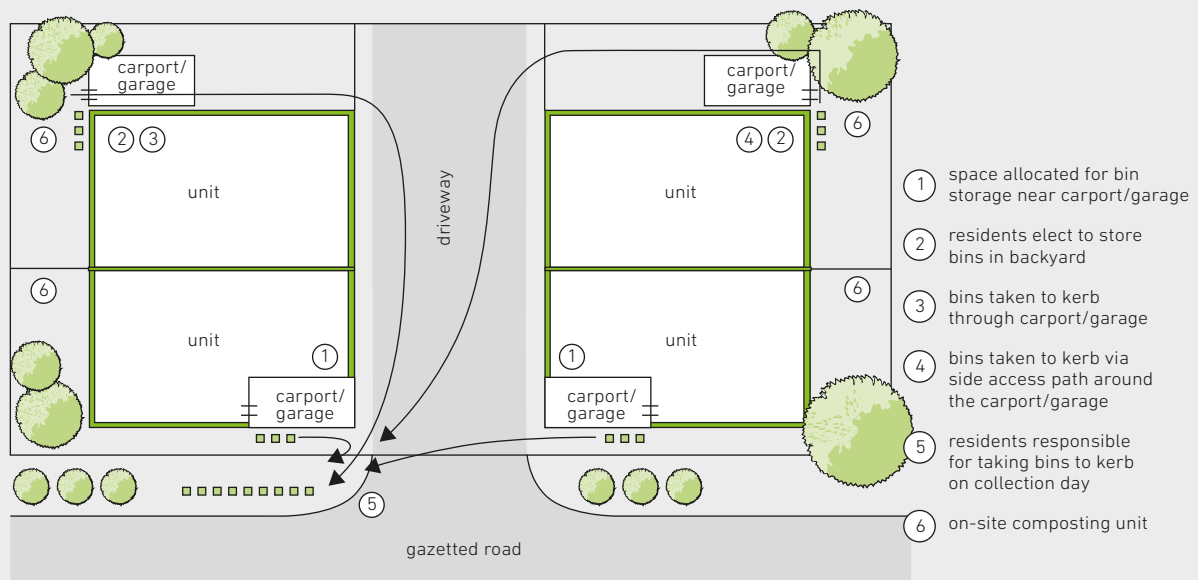 carport/
garage
carport/
garage
6
2 3
4 2
6
unit
unit
driveway
6
6
unit
unit
1
1
carport/
garage
carport/
garage
5
gazetted road
1 space allocated for bin
storage near carport/garage
2 residents elect to store
bins in backyard
3 bins taken to kerb
through carport/garage
4 bins taken to kerb via
side access path around
the carport/garage
5 residents responsible
for taking bins to kerb
on collection day
6 on-site composting unit